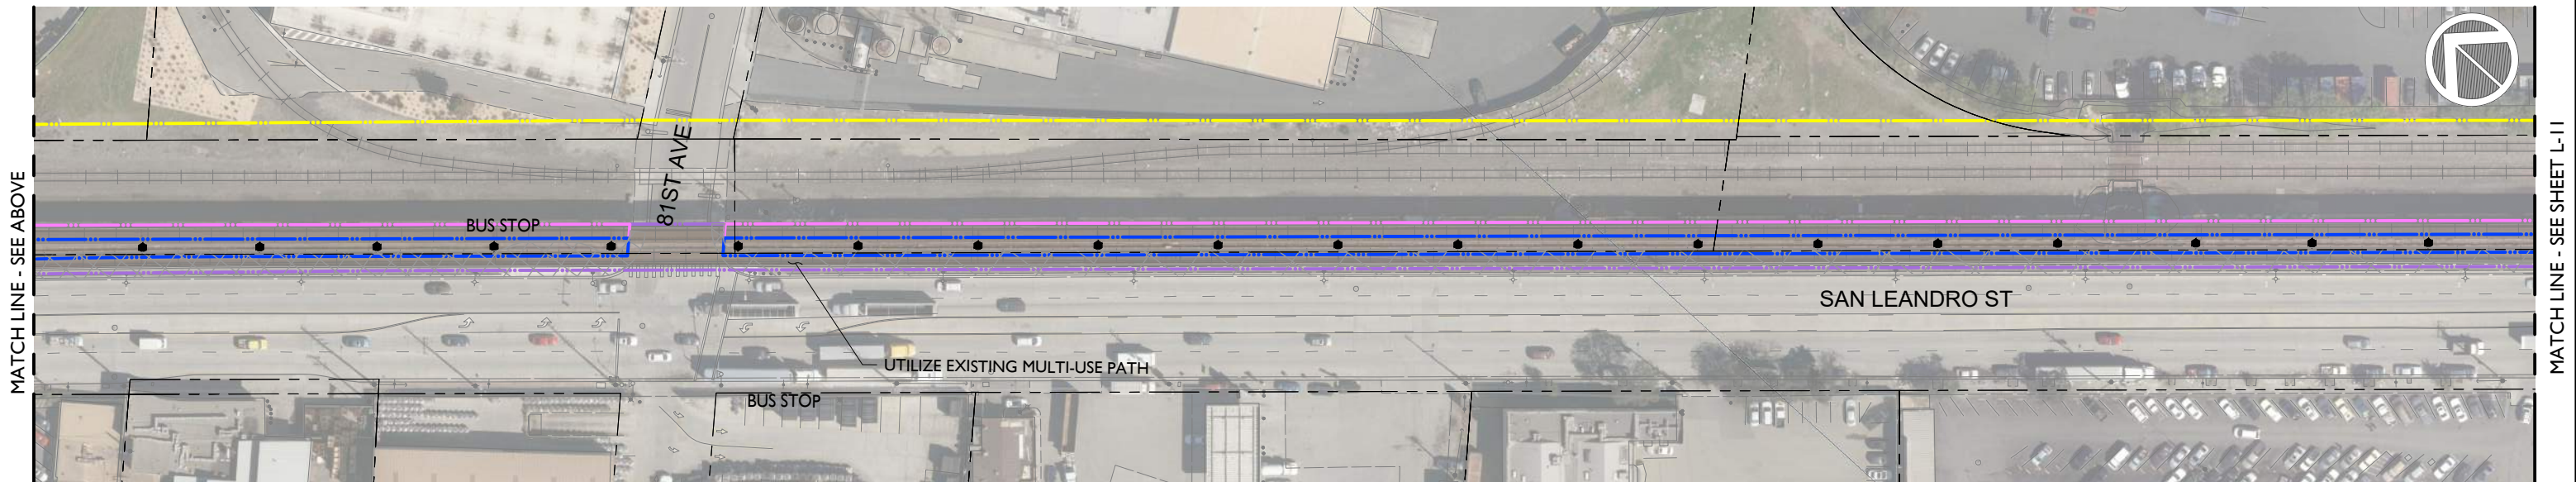 MATCH LINE - SEE ABOVE
81ST AVE
BUS STOP
SAN LEANDRO ST
UTILIZE EXISTING MULTI-USE PATH
BUS STOP
MATCH LINE - SEE SHEET L-11